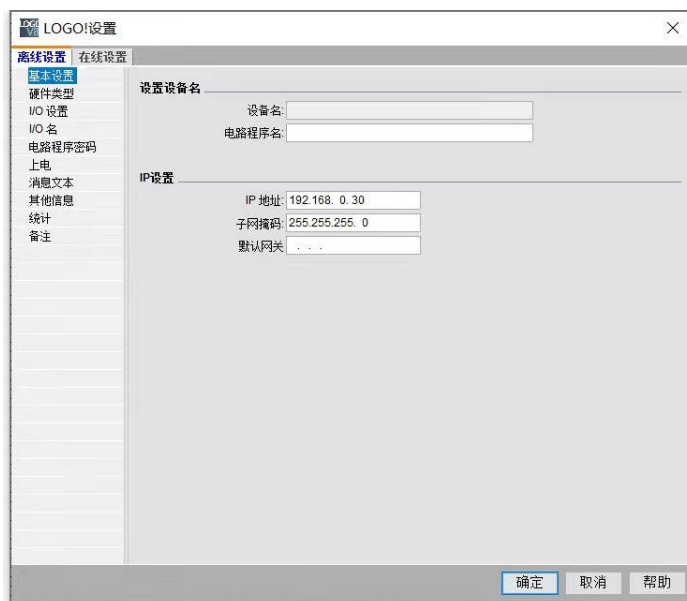 LOGO!设置
离线设置 在线设置
基本设置
硬件类型
I/O 设置
I/O 名
电路程序密码
上电
消息文本
其他信息
统计
备注
设置设备名
设备名:
电路程序名:
IP设置
IP 地址: 192.168. 0. 30
子网掩码: 255.255.255. 0
默认网关 . . .
确定 取消 帮助